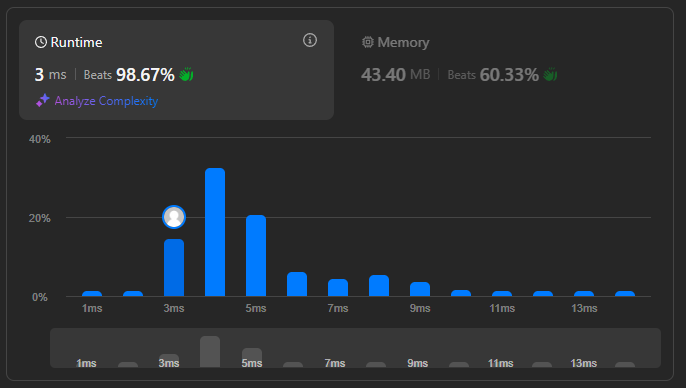 Runtime
3 ms | Beats 98.67%
Analyze Complexity
Memory
43.40 MB | Beats 60.33%
40%
20%
0%
1ms 3ms 5ms 7ms 9ms 11ms 13ms
1ms 3ms 5ms 7ms 9ms 11ms 13ms